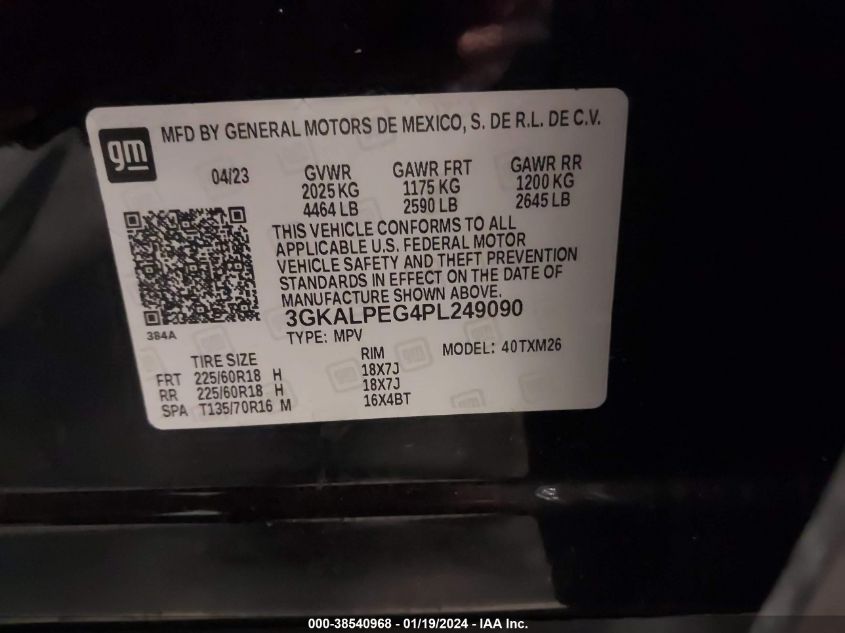 gm
MFD BY GENERAL MOTORS DE MEXICO, S. DE R.L. DE C.V.
04/23 GVWR GAWR FRT GAWR RR
2025 KG 1175 KG 1200 KG
4464 LB 2590 LB 2645 LB
THIS VEHICLE CONFORMS TO ALL
APPLICABLE U.S. FEDERAL MOTOR
VEHICLE SAFETY AND THEFT PREVENTION
STANDARDS IN EFFECT ON THE DATE OF
MANUFACTURE SHOWN ABOVE.
384A
3GKALPEG4PL249090
TYPE: MPV MODEL: 40TXM26
TIRE SIZE RIM
FRT 225/60R18 H 18X7J
RR 225/60R18 H 18X7J
SPA T135/70R16 M 16X4BT
000-38540968 - 01/19/2024 - IAA Inc.